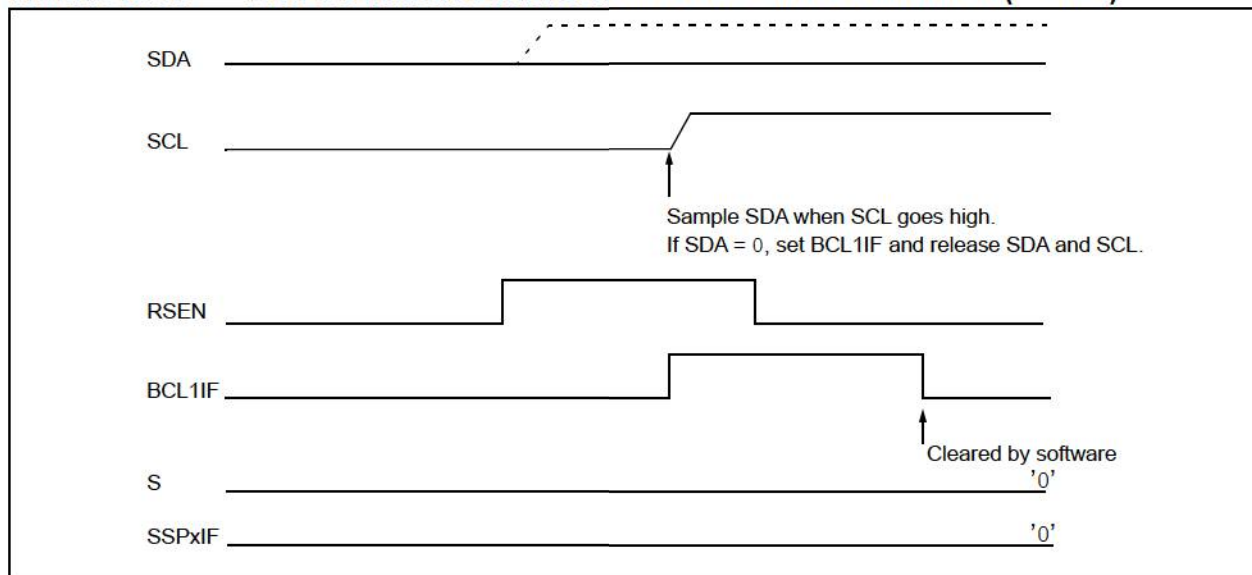 SDA
SCL
Sample SDA when SCL goes high.
If SDA = 0, set BCL1IF and release SDA and SCL.
RSEN
BCL1IF
Cleared by software
S
'0'
SSPxIF
'0'